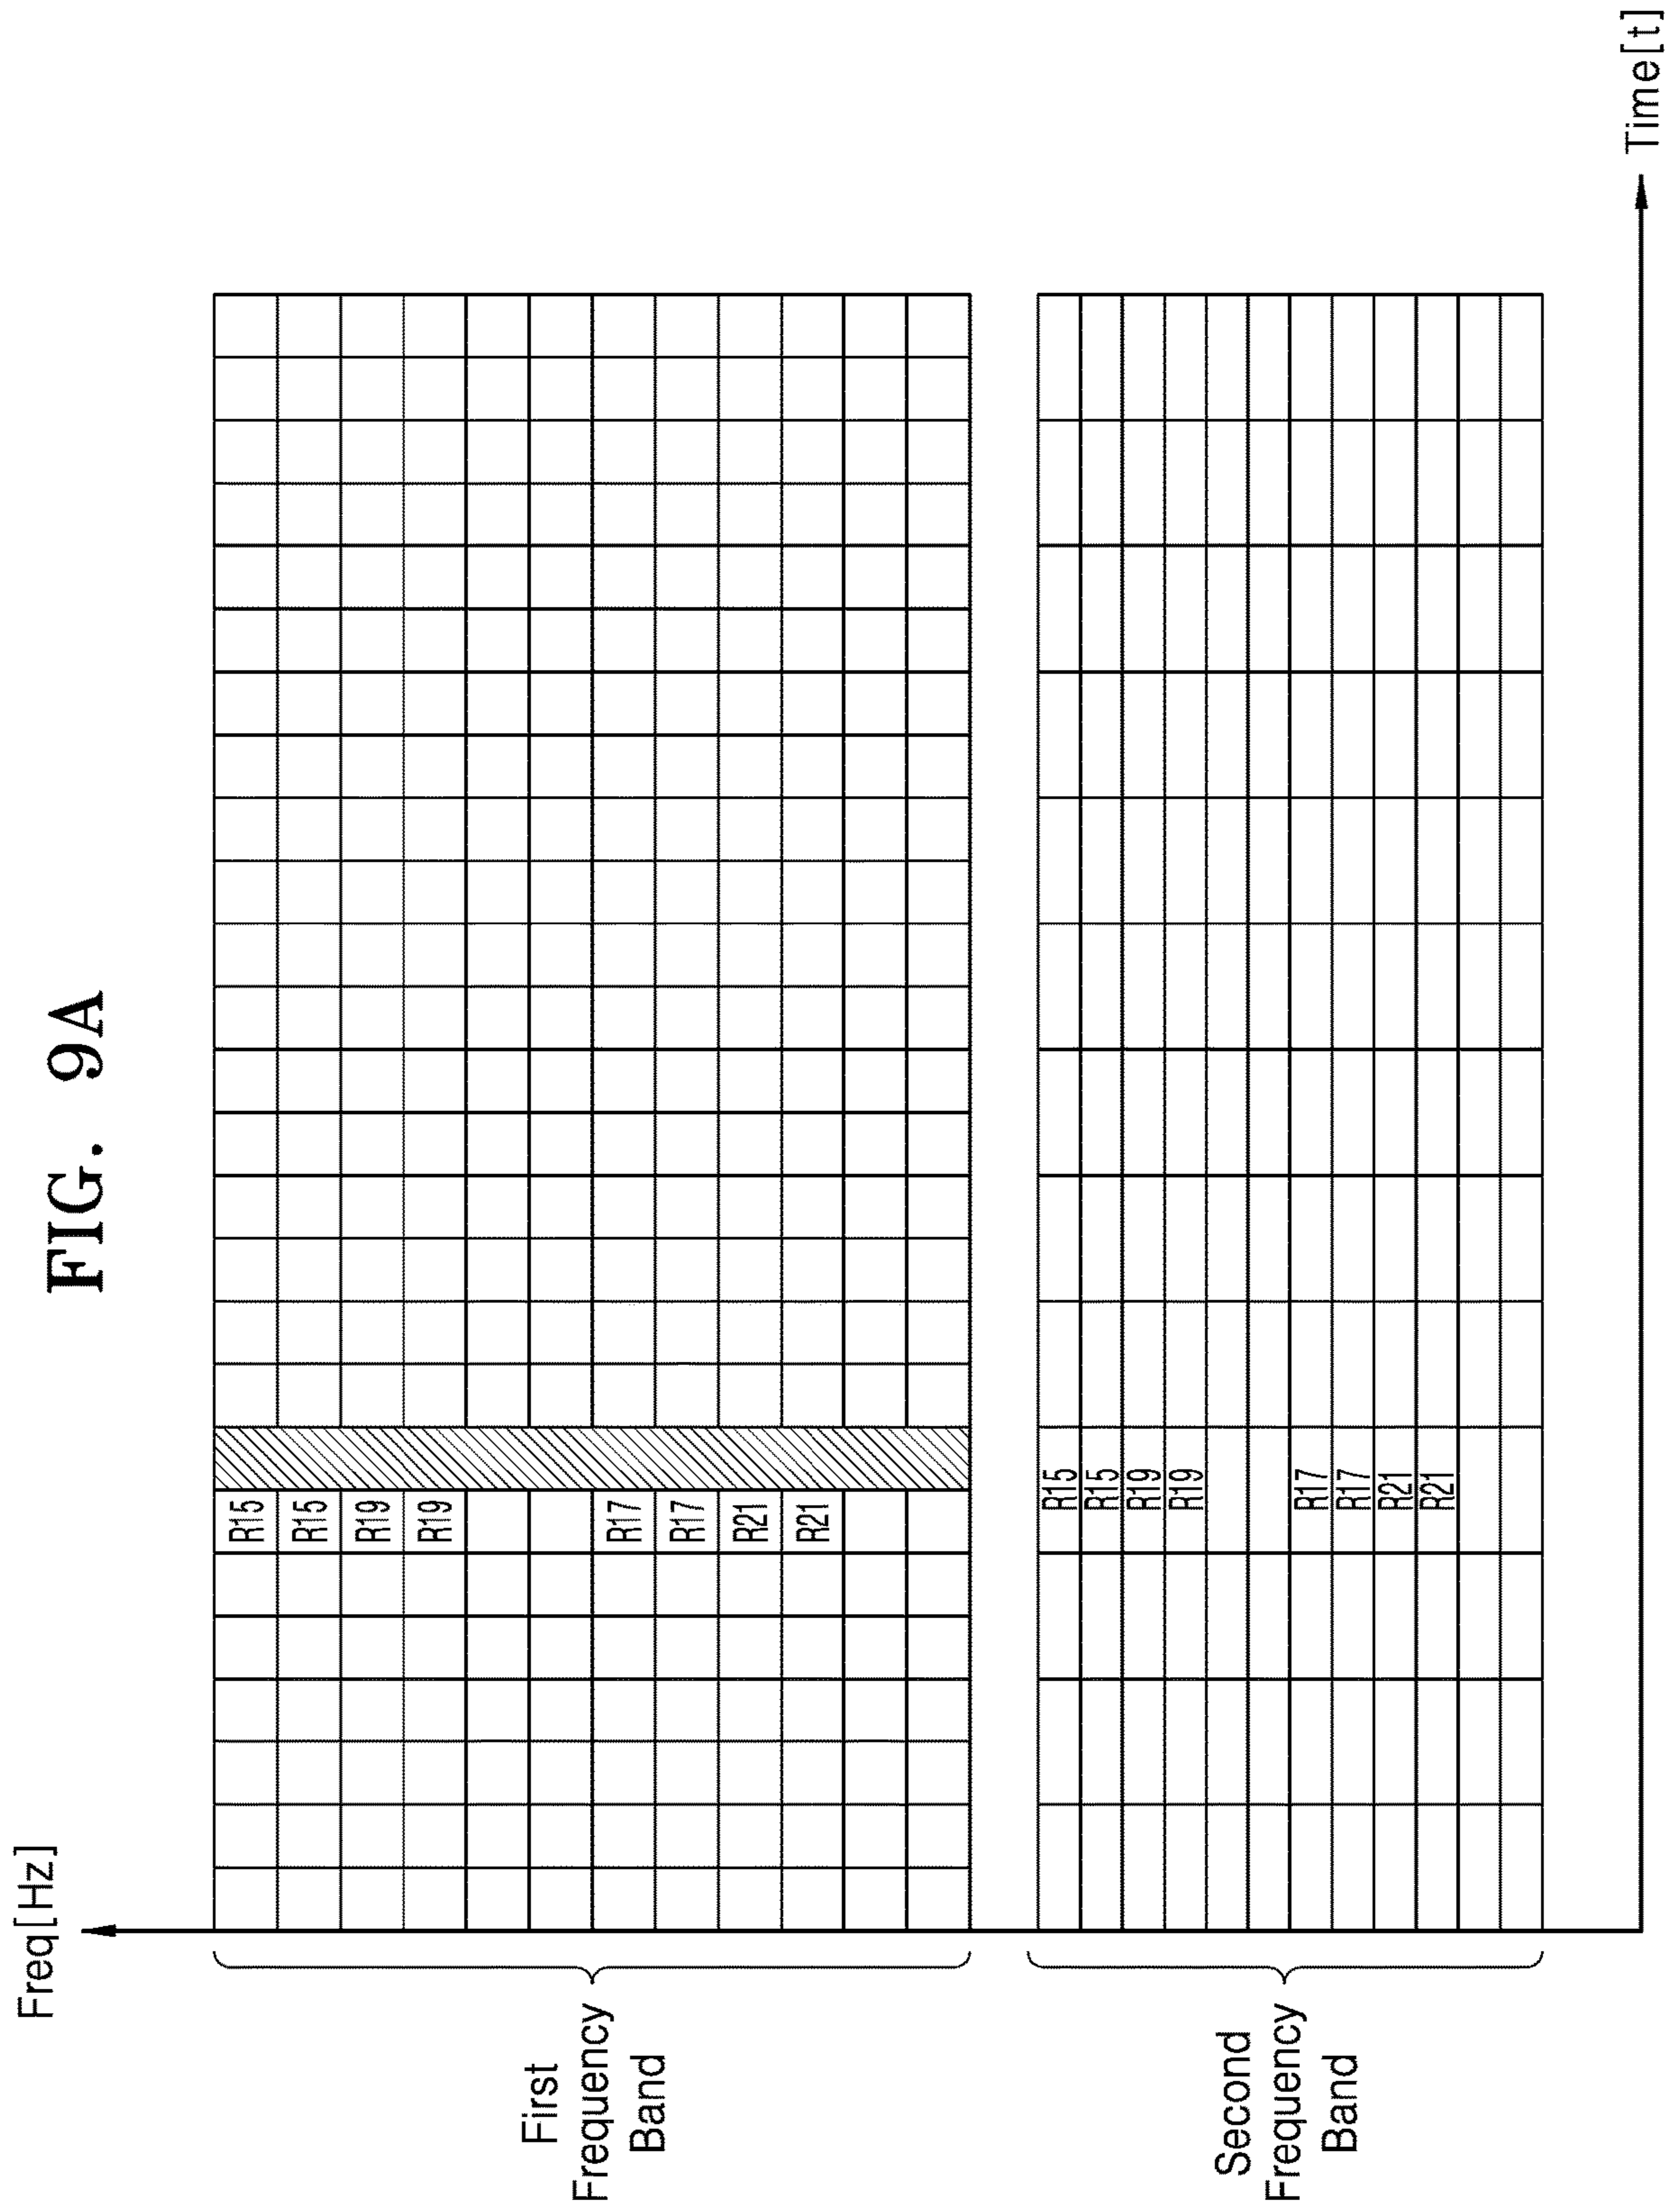 FIG. 9A
Freq[Hz]
First
Frequency
Band
R15
R15
R19
R19
R17
R17
R21
R21
Second
Frequency
Band
R15
R15
R19
R19
R17
R17
R21
R21
Time[t]